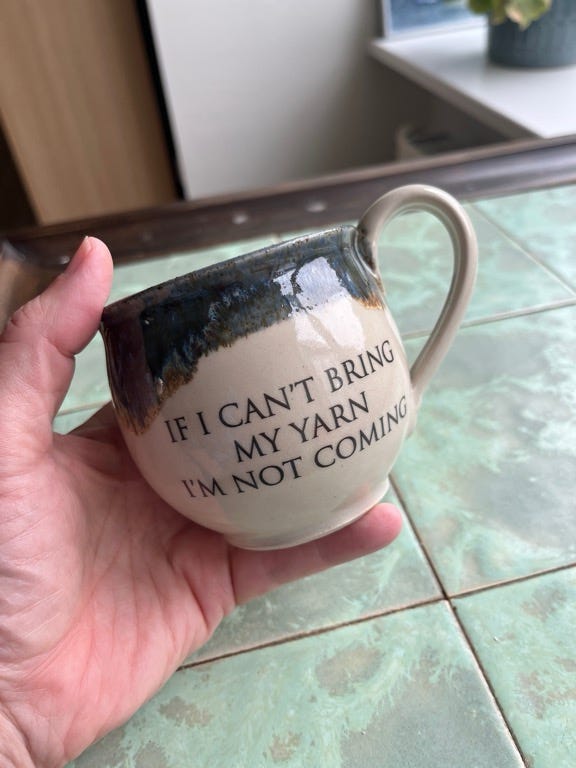 IF I CAN'T BRING
MY YARN
I'M NOT COMING